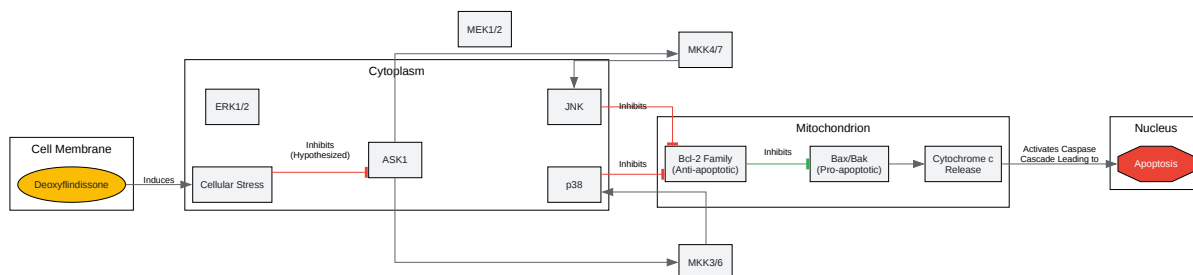 MEK1/2
MKK4/7
Cytoplasm
ERK1/2
JNK
Inhibits
Cell Membrane
Deoxyflindissone
Induces
Cellular Stress
Inhibits
(Hypothesized)
ASK1
p38
Inhibits
Mitochondrion
Bcl-2 Family
(Anti-apoptotic)
Inhibits
Bax/Bak
(Pro-apoptotic)
Cytochrome c
Release
Activates Caspase
Cascade Leading to
Nucleus
Apoptosis
MKK3/6